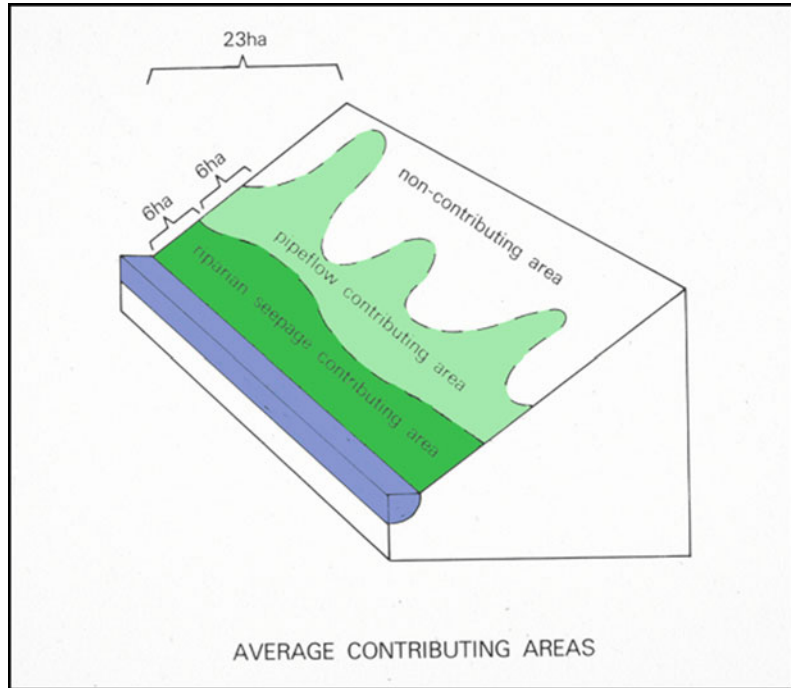 23ha
6ha
6ha
non-contributing area
pipeflow contributing area
riparian seepage contributing area
AVERAGE CONTRIBUTING AREAS